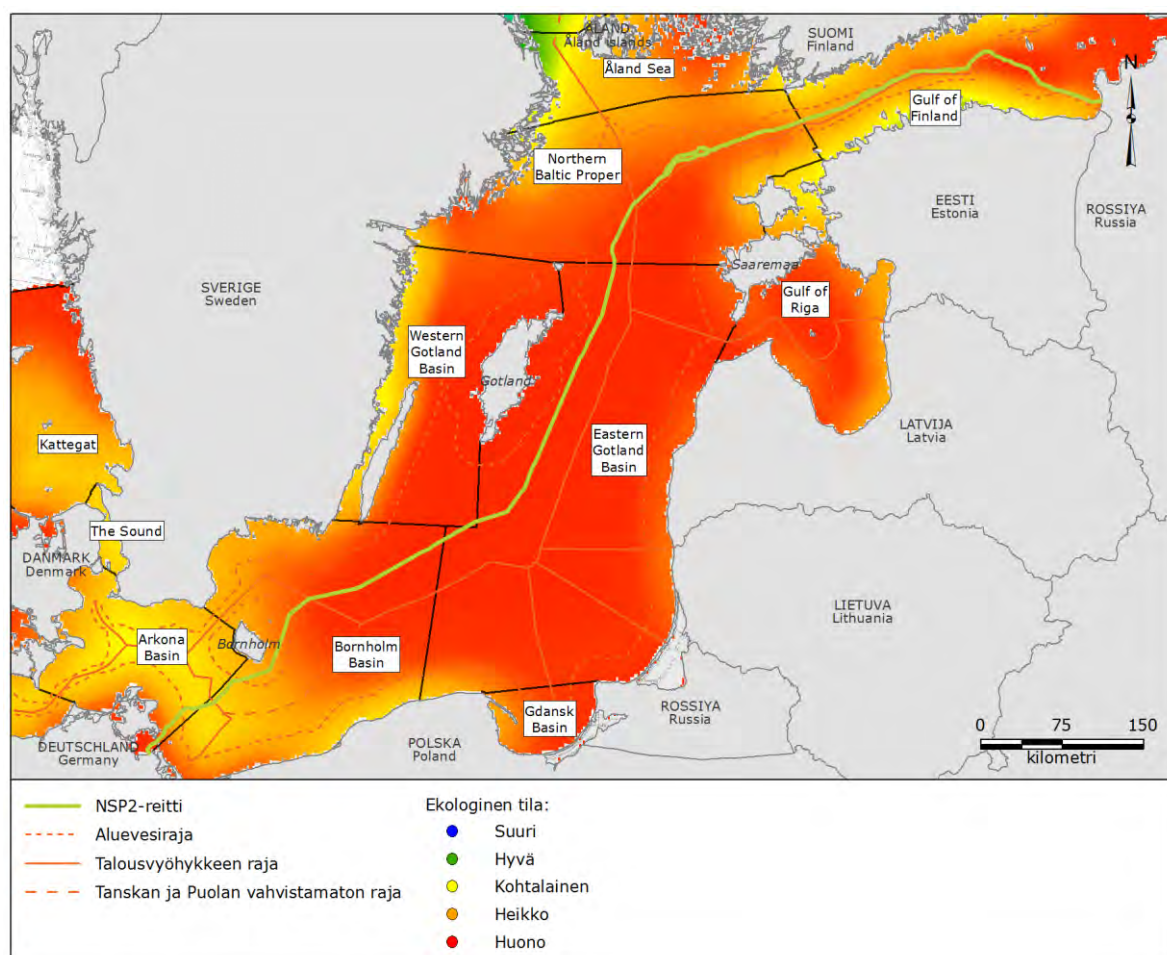 ÅLAND
Åland islands
SUOMI
Finland
Åland Sea
N
Gulf of
Finland
Northern
Baltic Proper
EESTI
Estonia
ROSSIYA
Russia
SVERIGE
Sweden
Saaremaa
Gulf of
Riga
Western
Gotland
Basin
Gotland
Kattegat
Eastern
Gotland
Basin
LATVIJA
Latvia
The Sound
DANMARK
Denmark
LIETUVA
Lithuania
Arkona
Basin
Bornholm
Bornholm
Basin
Gdansk
Basin
ROSSIYA
Russia
DEUTSCHLAND
Germany
POLSKA
Poland
0 75 150
kilometri
NSP2-reitti
Aluevesiraja
Talousvyöhykkeen raja
Tanskan ja Puolan vahvistamaton raja
Ekologinen tila:
Suuri
Hyvä
Kohtalainen
Heikko
Huono